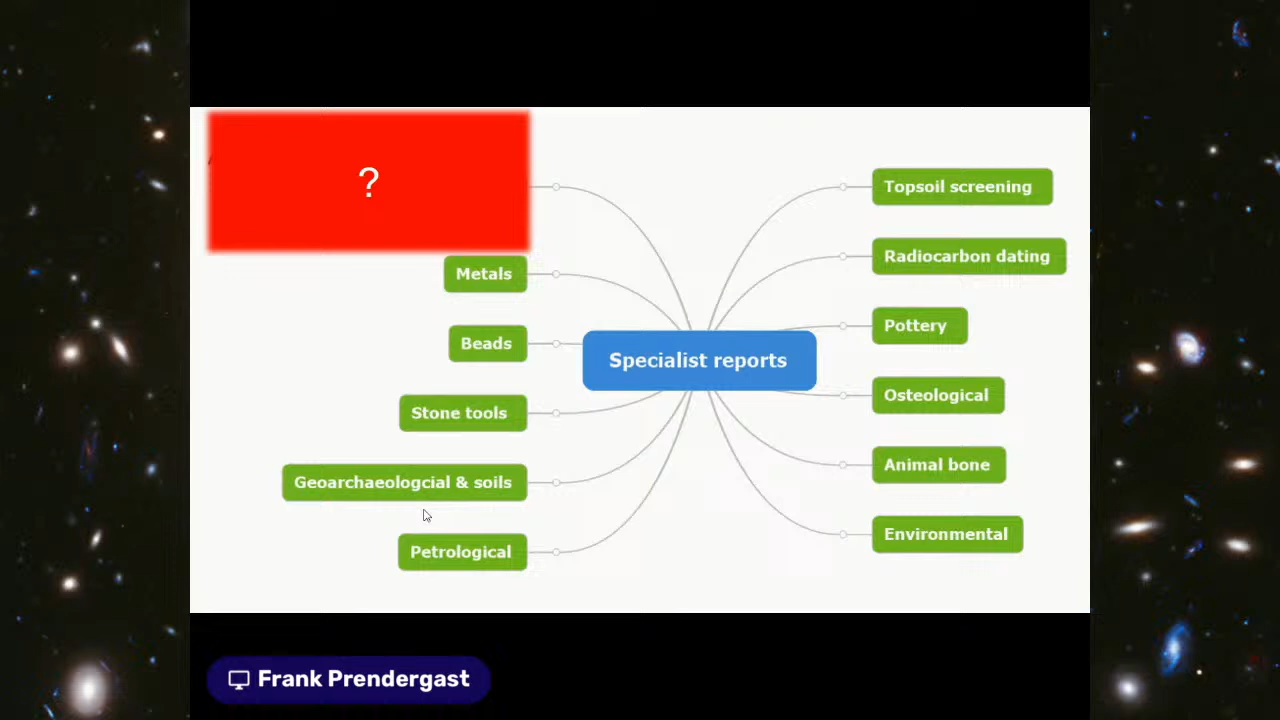 ?
Metals
Beads
Stone tools
Geoarchaeologcial & soils
Petrological
Specialist reports
Topsoil screening
Radiocarbon dating
Pottery
Osteological
Animal bone
Environmental
Frank Prendergast